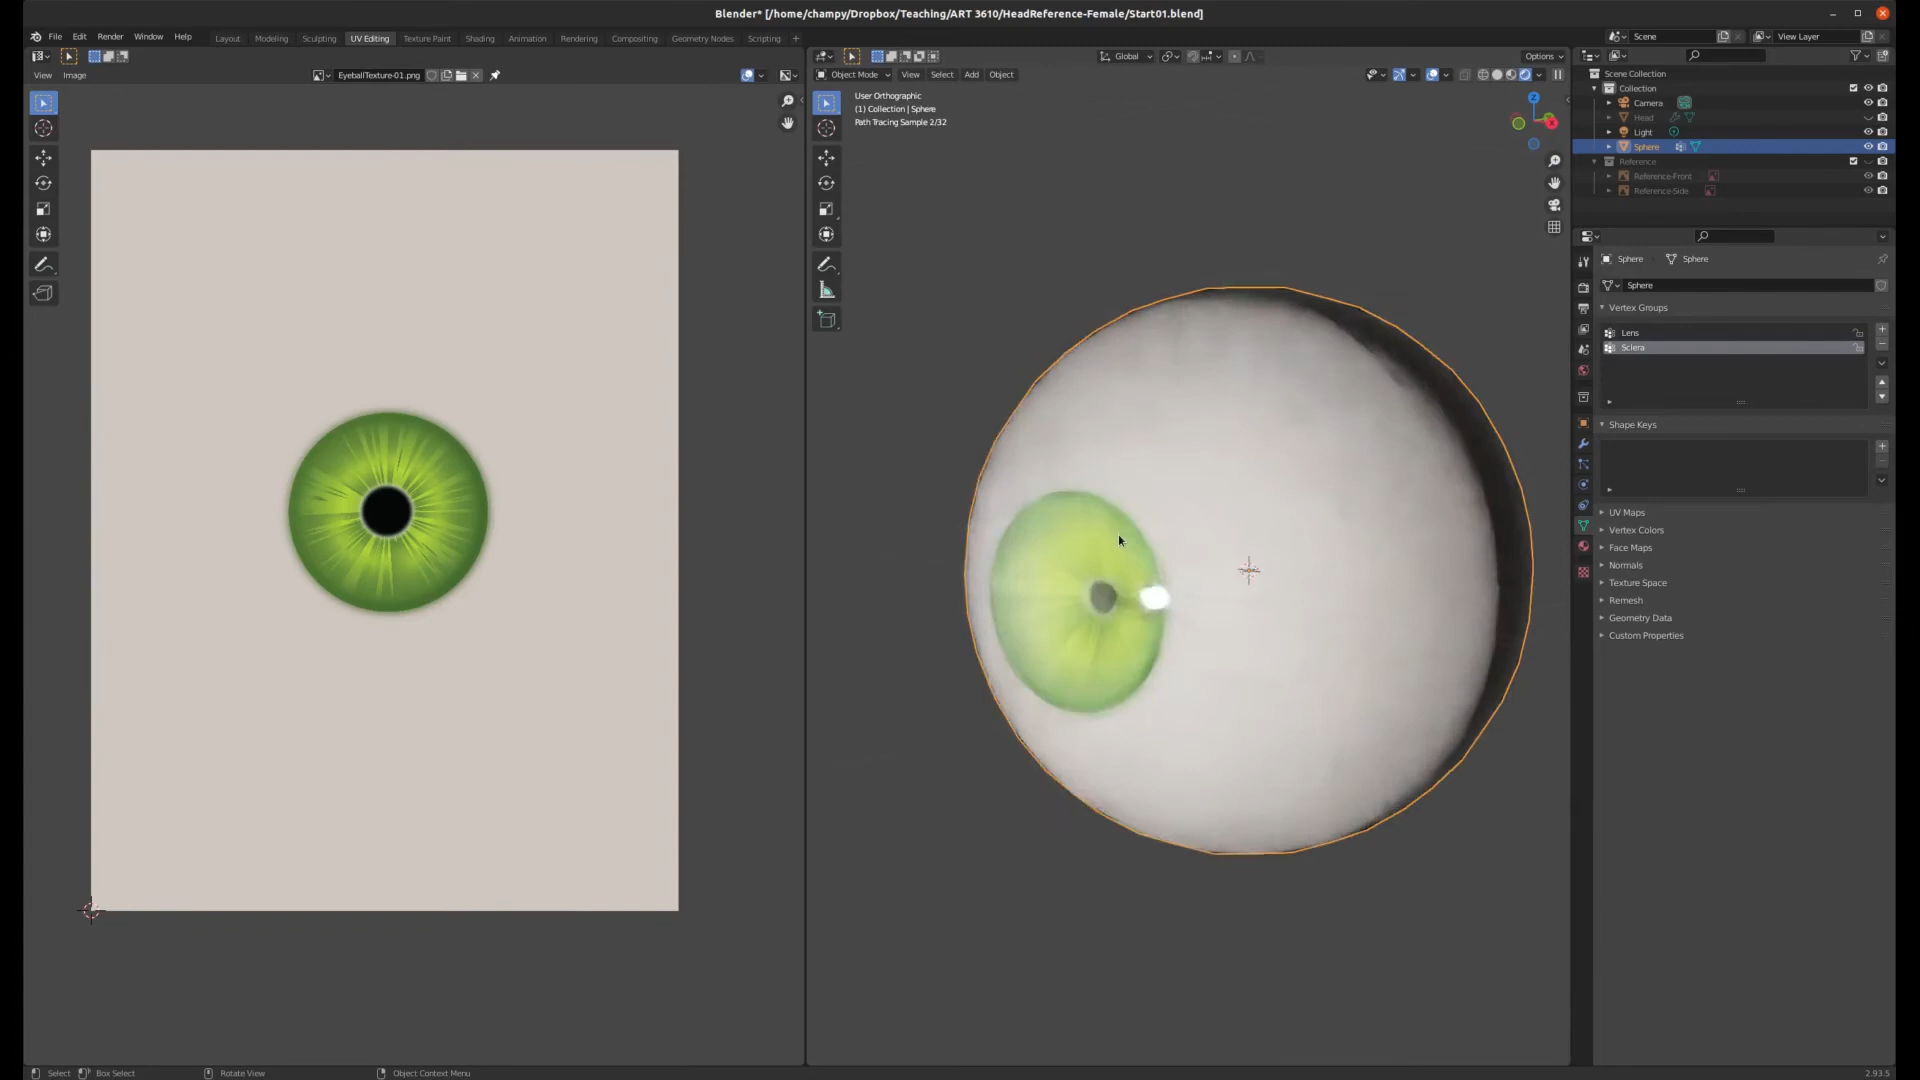 Blender* [/home/champy/Dropbox/Teaching/ART 3610/HeadReference-Female/Start01.blend]
File Edit Render Window Help Layout Modeling Sculpting UV Editing Texture Paint Shading Animation Rendering Compositing Geometry Nodes Scripting + Scene View Layer
Global Options
View Image EyeballTexture-01.png Object Mode View Select Add Object
Scene Collection
Collection
Camera
Head
Light
Sphere
Reference
Reference-Front
Reference-Side
User Orthographic
(1) Collection | Sphere
Path Tracing Sample 2/32
Z
Sphere Sphere
Sphere
Vertex Groups
Lens
Sclera
Shape Keys
UV Maps
Vertex Colors
Face Maps
Normals
Texture Space
Remesh
Geometry Data
Custom Properties
Select Box Select Rotate View Object Context Menu 2.93.5